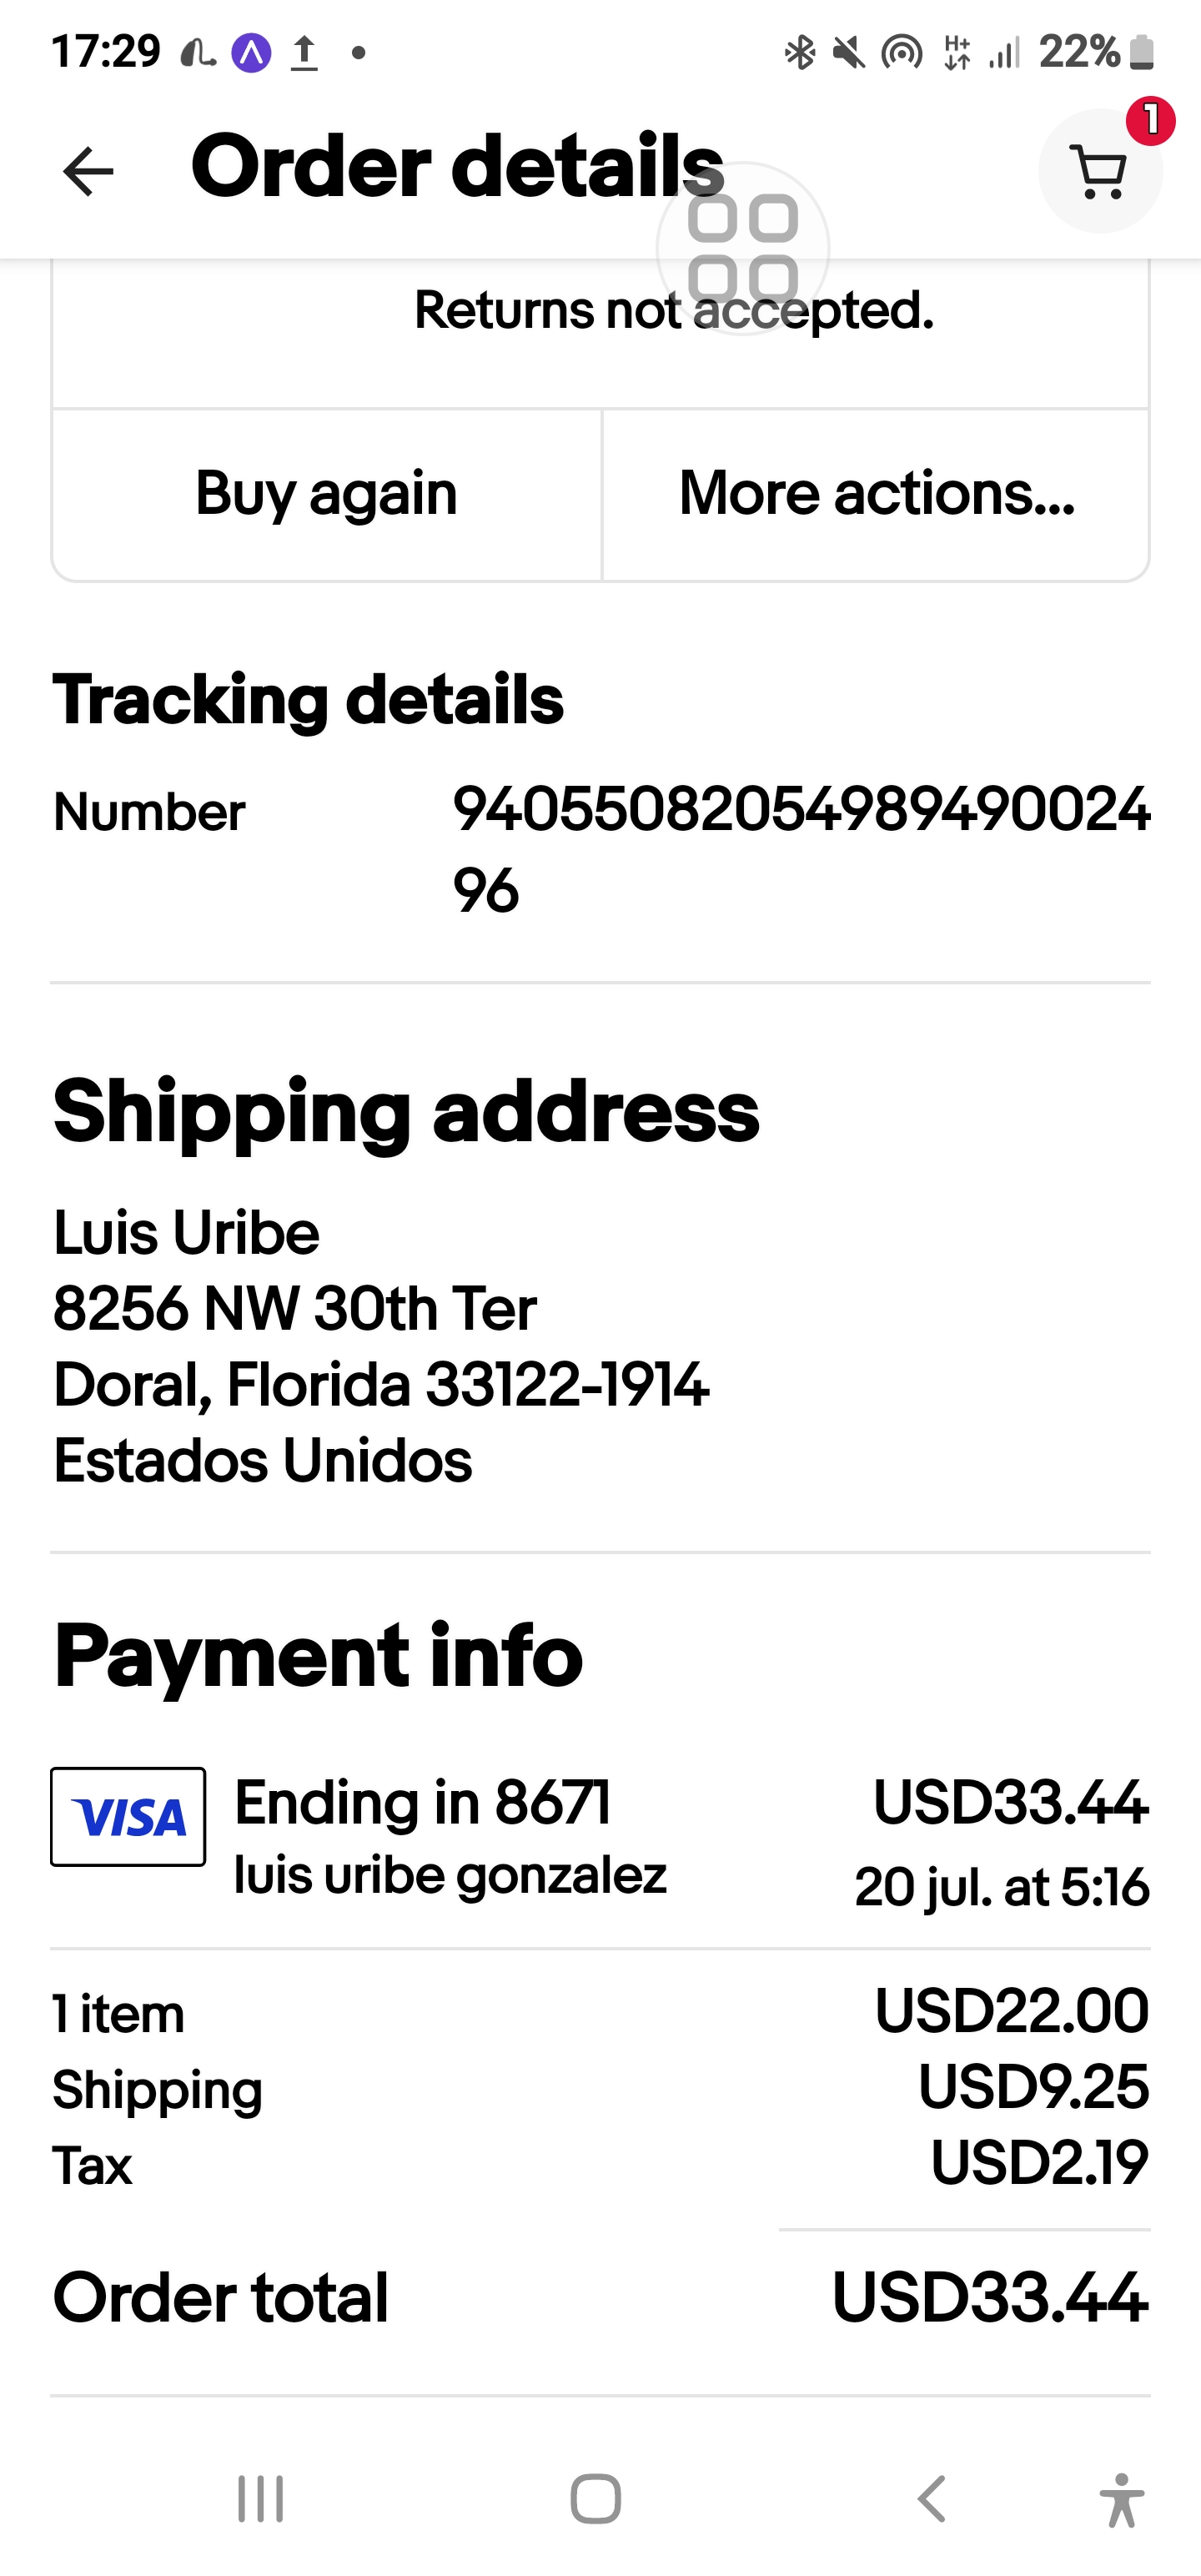 17:29
H+
22%
Order details
1
Returns not accepted.
Buy again
More actions...
Tracking details
Number
94055082054989490024
96
Shipping address
Luis Uribe
8256 NW 30th Ter
Doral, Florida 33122-1914
Estados Unidos
Payment info
VISA
Ending in 8671
USD33.44
luis uribe gonzalez
20 jul. at 5:16
1 item
USD22.00
Shipping
USD9.25
Tax
USD2.19
Order total
USD33.44